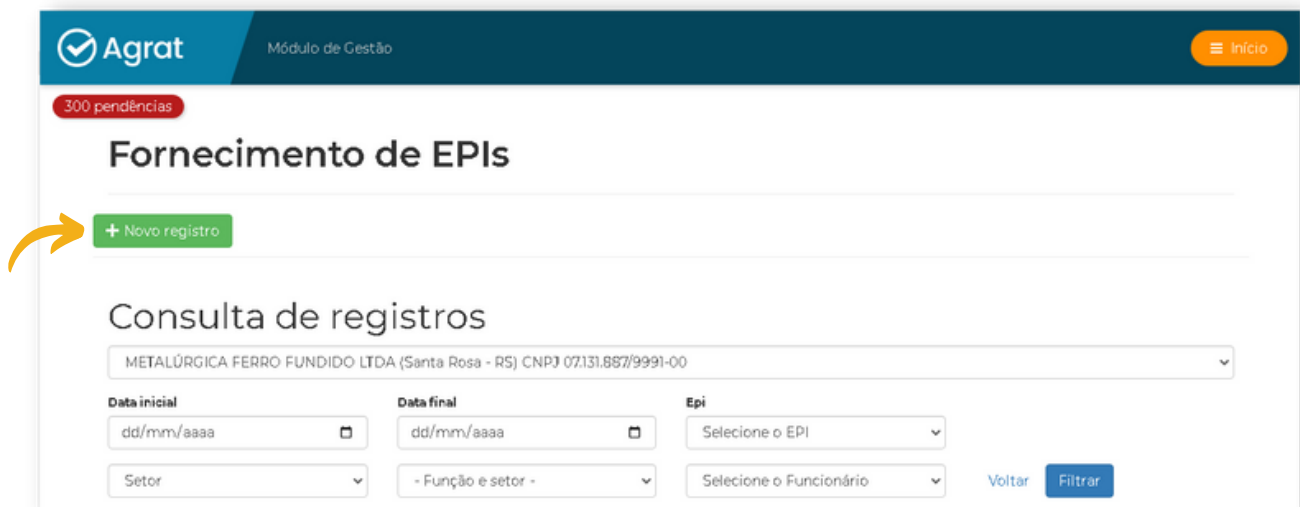 Agrat
Módulo de Gestão
Início
300 pendências
Fornecimento de EPIs
Novo registro
Consulta de registros
METALÚRGICA FERRO FUNDIDO LTDA (Santa Rosa - RS) CNPJ 07.131.887/9991-00
Data inicial Data final Epi
dd/mm/aaaa dd/mm/aaaa Selecione o EPI
Setor - Função e setor - Selecione o Funcionário Voltar Filtrar